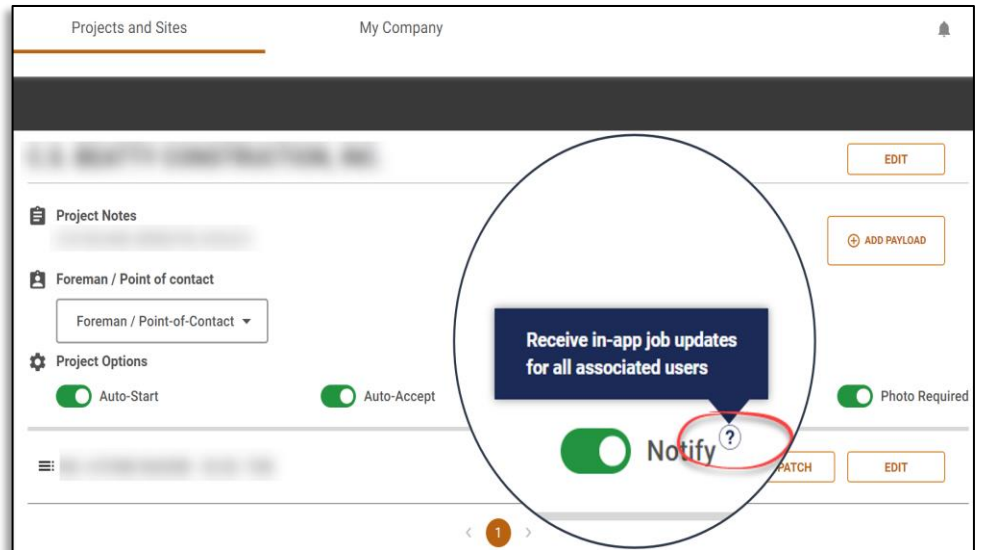 Projects and Sites
My Company
EDIT
Project Notes
ADD PAYLOAD
Foreman / Point of contact
Foreman / Point-of-Contact
Receive in-app job updates
for all associated users
Project Options
Auto-Start
Auto-Accept
Notify ?
Photo Required
PATCH
EDIT
< 1 >